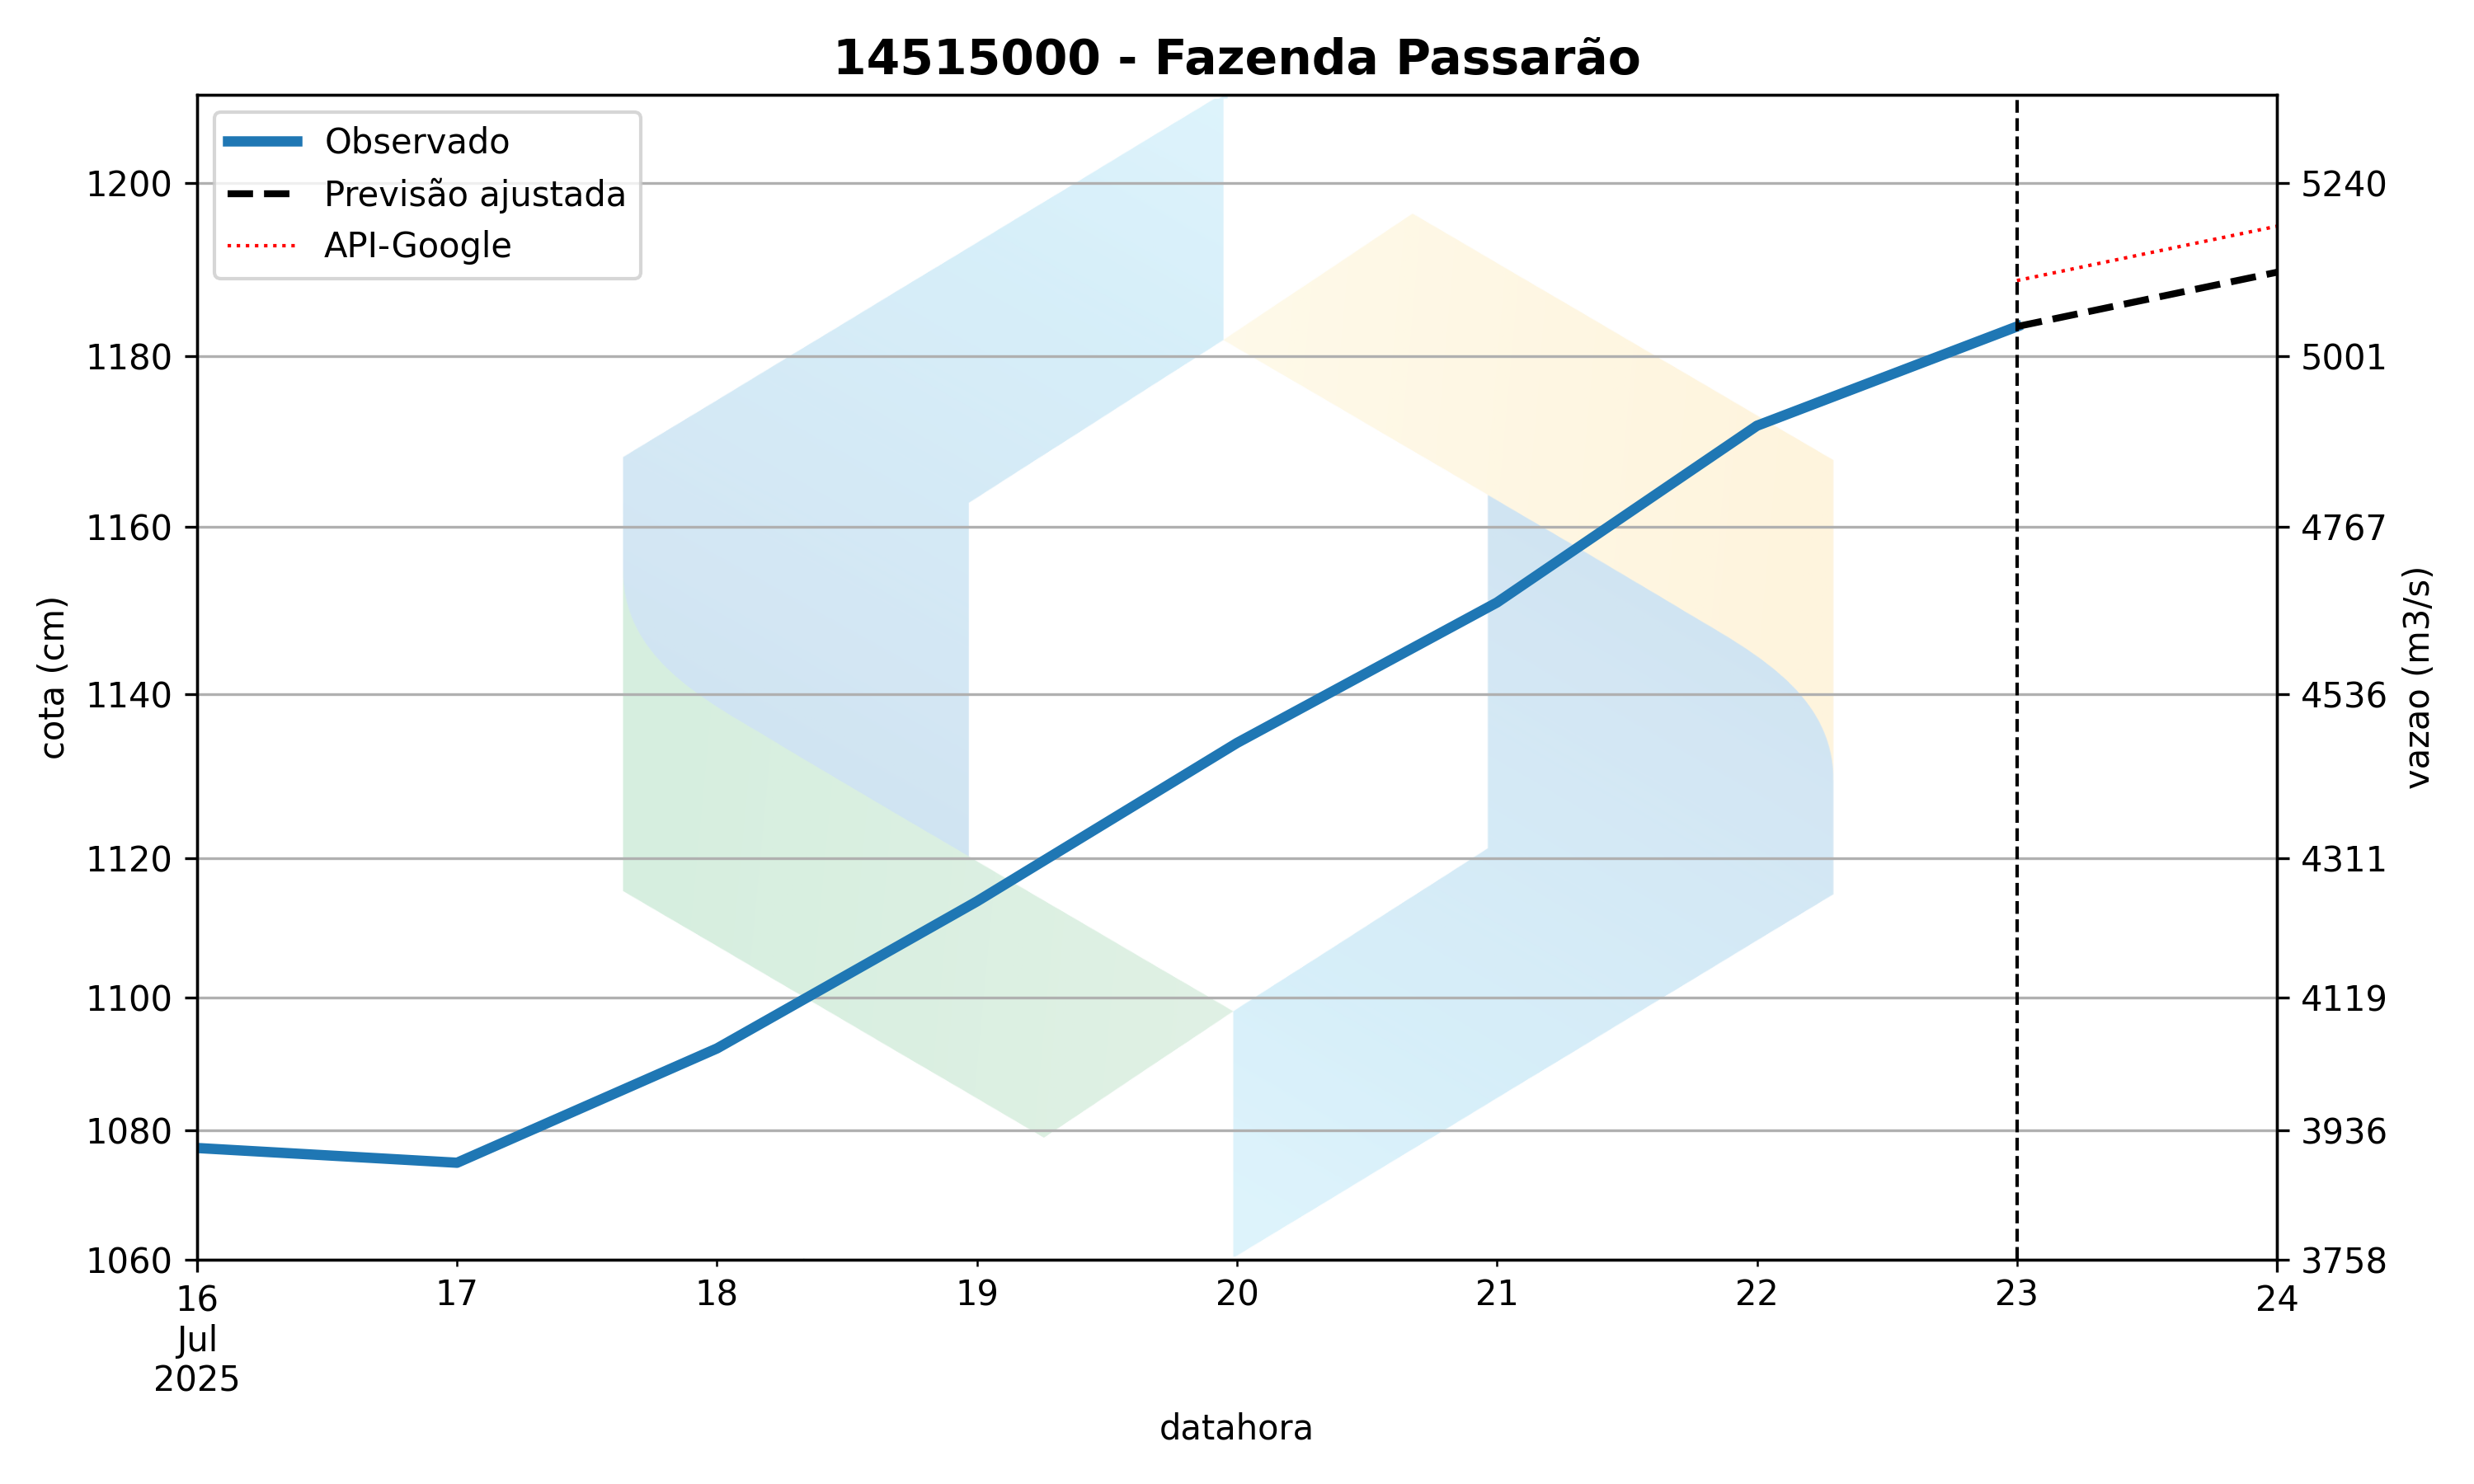 14515000 - Fazenda Passarão
Observado
Previsão ajustada
API-Google
1200
1180
1160
1140
1120
1100
1080
1060
cota (cm)
5240
5001
4767
4536
4311
4119
3936
3758
vazao (m3/s)
16 17 18 19 20 21 22 23 24
Jul
2025
datahora